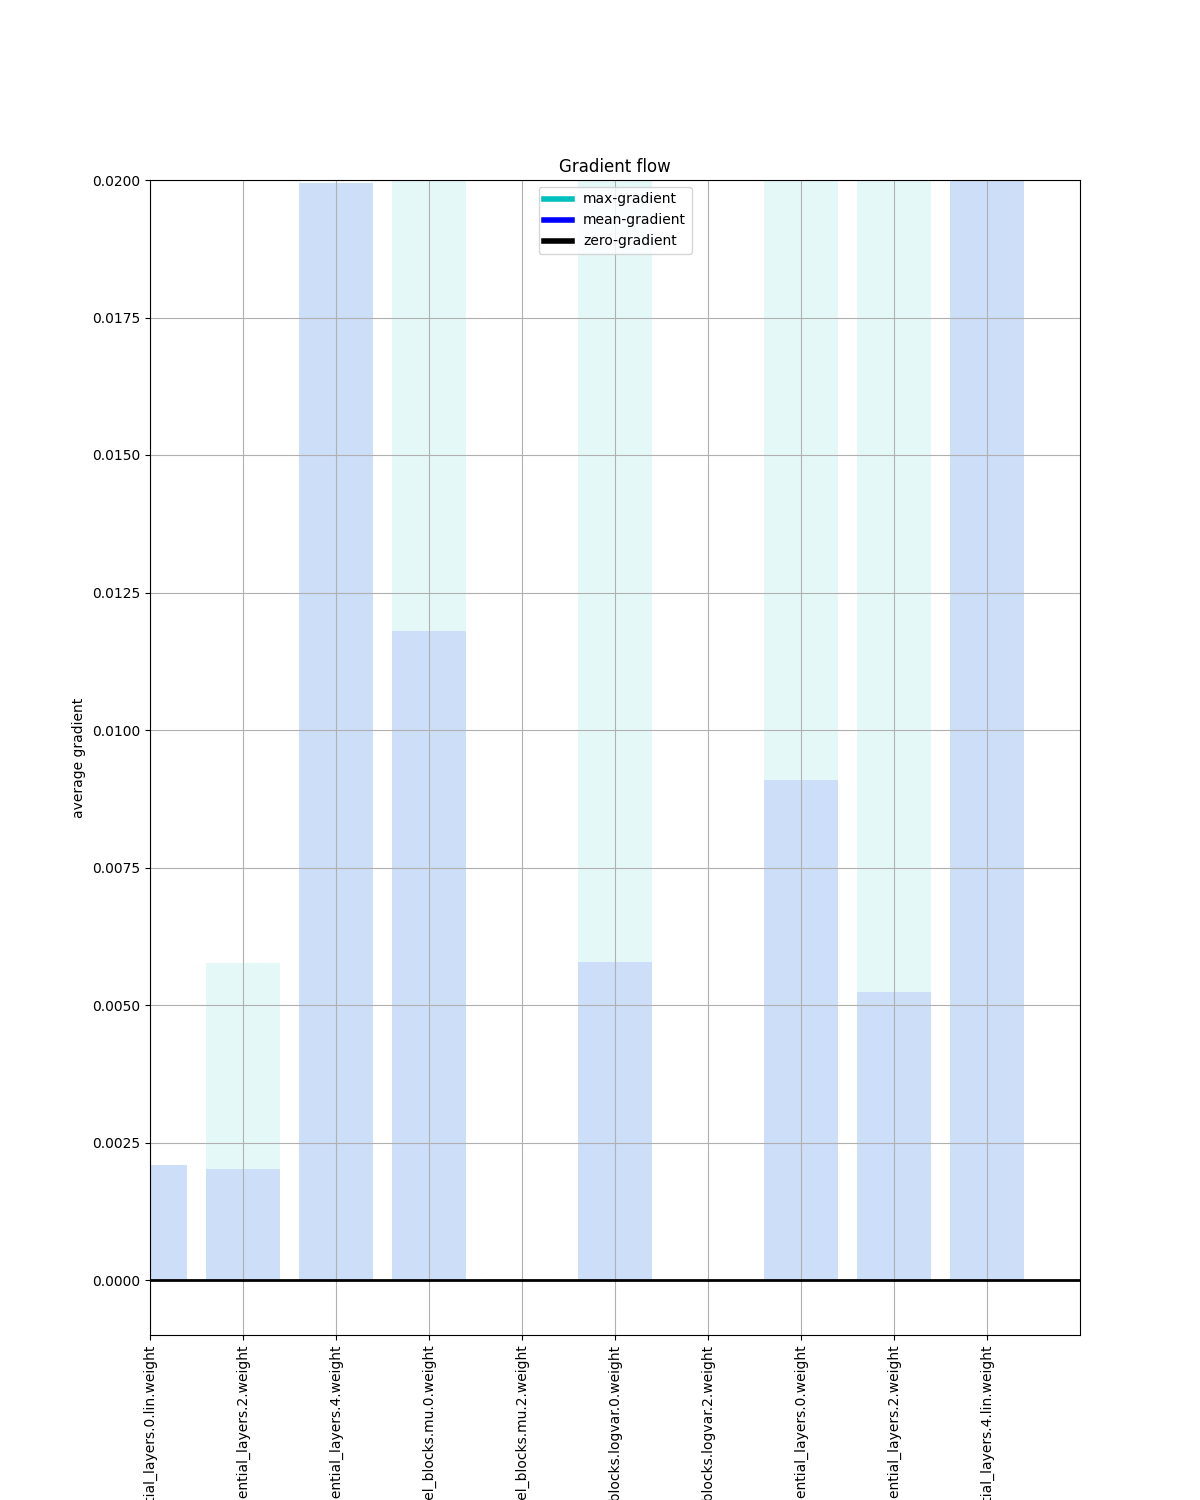 Gradient flow
max-gradient
mean-gradient
zero-gradient
0.0200
0.0175
0.0150
0.0125
0.0100
0.0075
0.0050
0.0025
0.0000
average gradient
tial_layers.0.lin.weight
ential_layers.2.weight
ential_layers.4.weight
el_blocks.mu.0.weight
el_blocks.mu.2.weight
blocks.logvar.0.weight
blocks.logvar.2.weight
ential_layers.0.weight
ential_layers.2.weight
tial_layers.4.lin.weight